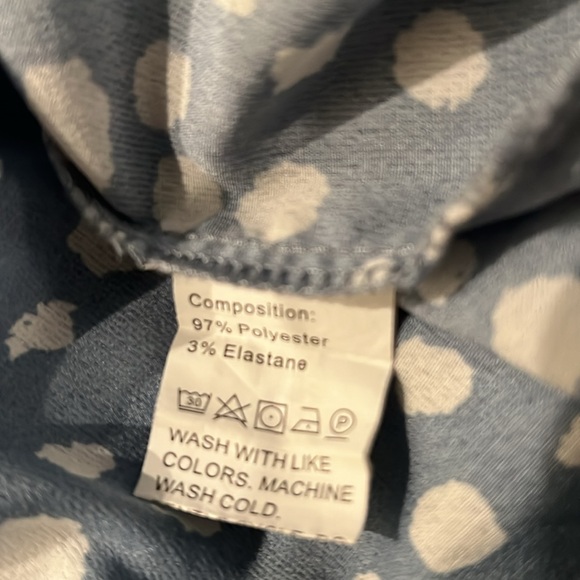 Composition:
97% Polyester
3% Elastane
30 P
WASH WITH LIKE
COLORS. MACHINE
WASH COLD.